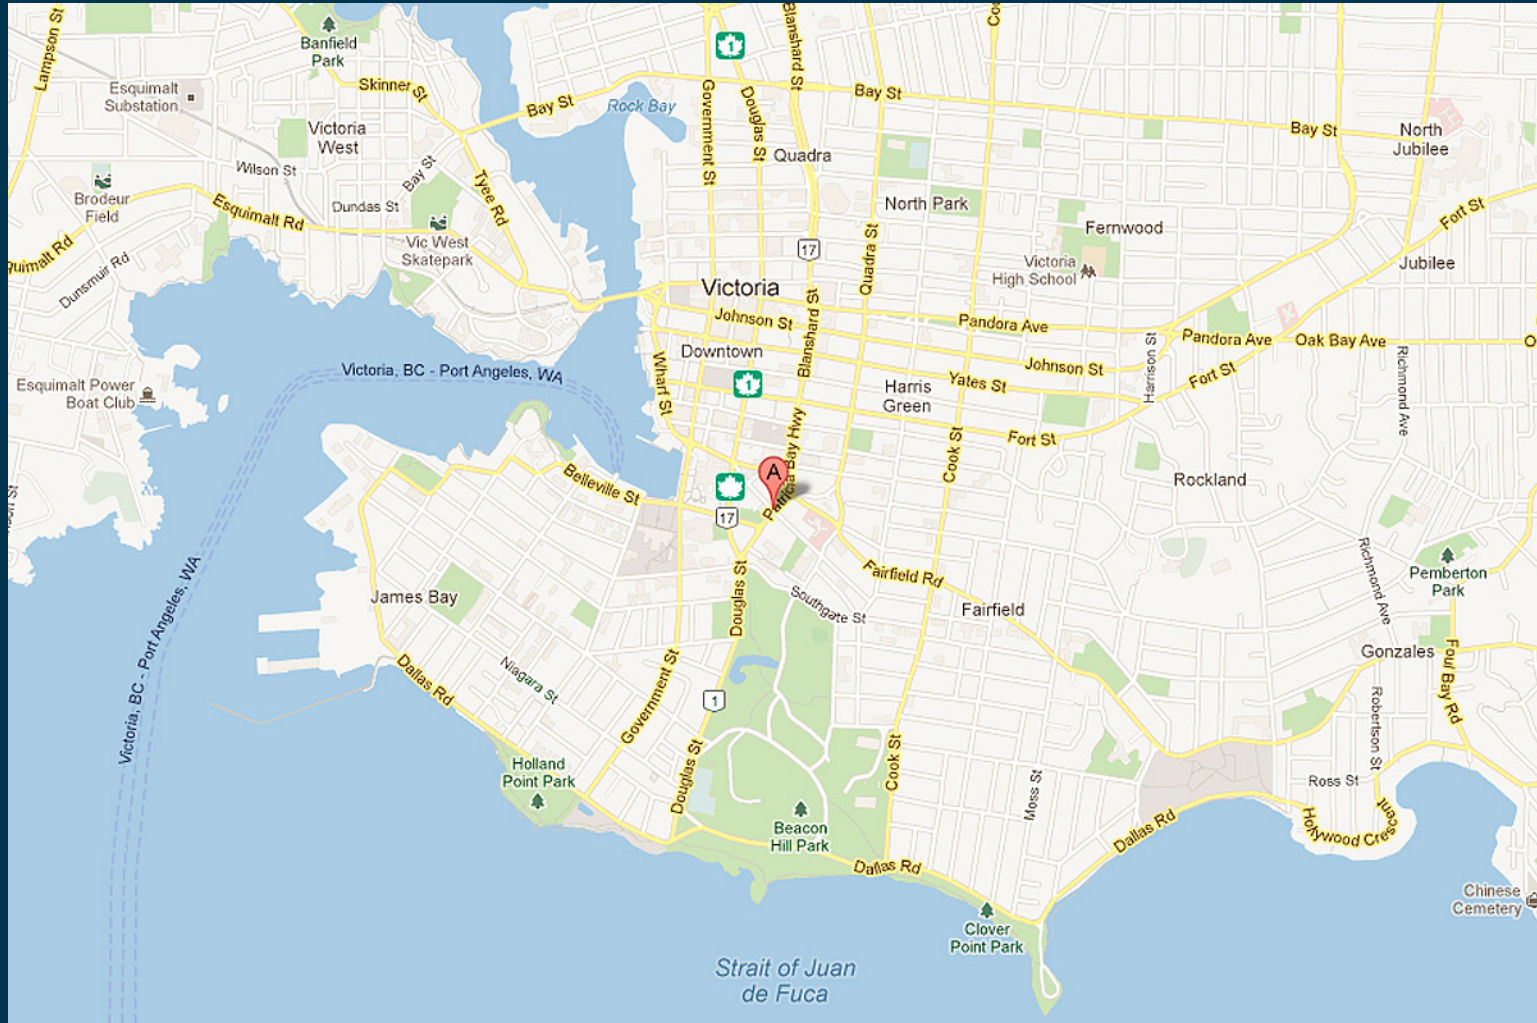 Lampson St
Banfield
Park
Esquimalt
Substation
Skinner St
Victoria
West
Wilson St
Bay St
Dundas St
Tyee Rd
Brodeur
Field
Esquimalt Rd
Vic West
Skatepark
Dunsmuir Rd
Bay St
Rock Bay
1
Government St
Douglas St
Blanshard St
Quadra
Bay St
Bay St
North
Jubilee
North Park
Fernwood
Fort St
17
Quadra St
Victoria
High School
Jubilee
Victoria
Johnson St
Blanshard St
Pandora Ave
Pandora Ave
Oak Bay Ave
Downtown
Wharf St
Johnson St
Harrison St
Richmond Ave
Yates St
Fort St
Harris
Green
1
Victoria, BC - Port Angeles, WA
Esquimalt Power
Boat Club
Fort St
Cook St
Rockland
Patricia Bay Hwy
A
Belleville St
17
Fairfield Rd
Fairfield
Richmond Ave
Pemberton
Park
Victoria, BC - Port Angeles, WA
James Bay
Douglas St
Southgate St
Gonzales
Foul Bay Rd
Dallas Rd
Niagara St
Government St
1
Robertson St
Holland
Point Park
Douglas St
Cook St
Moss St
Ross St
Beacon
Hill Park
Dallas Rd
Dallas Rd
Hollywood Crescent
Chinese
Cemetery
Clover
Point Park
Strait of Juan
de Fuca